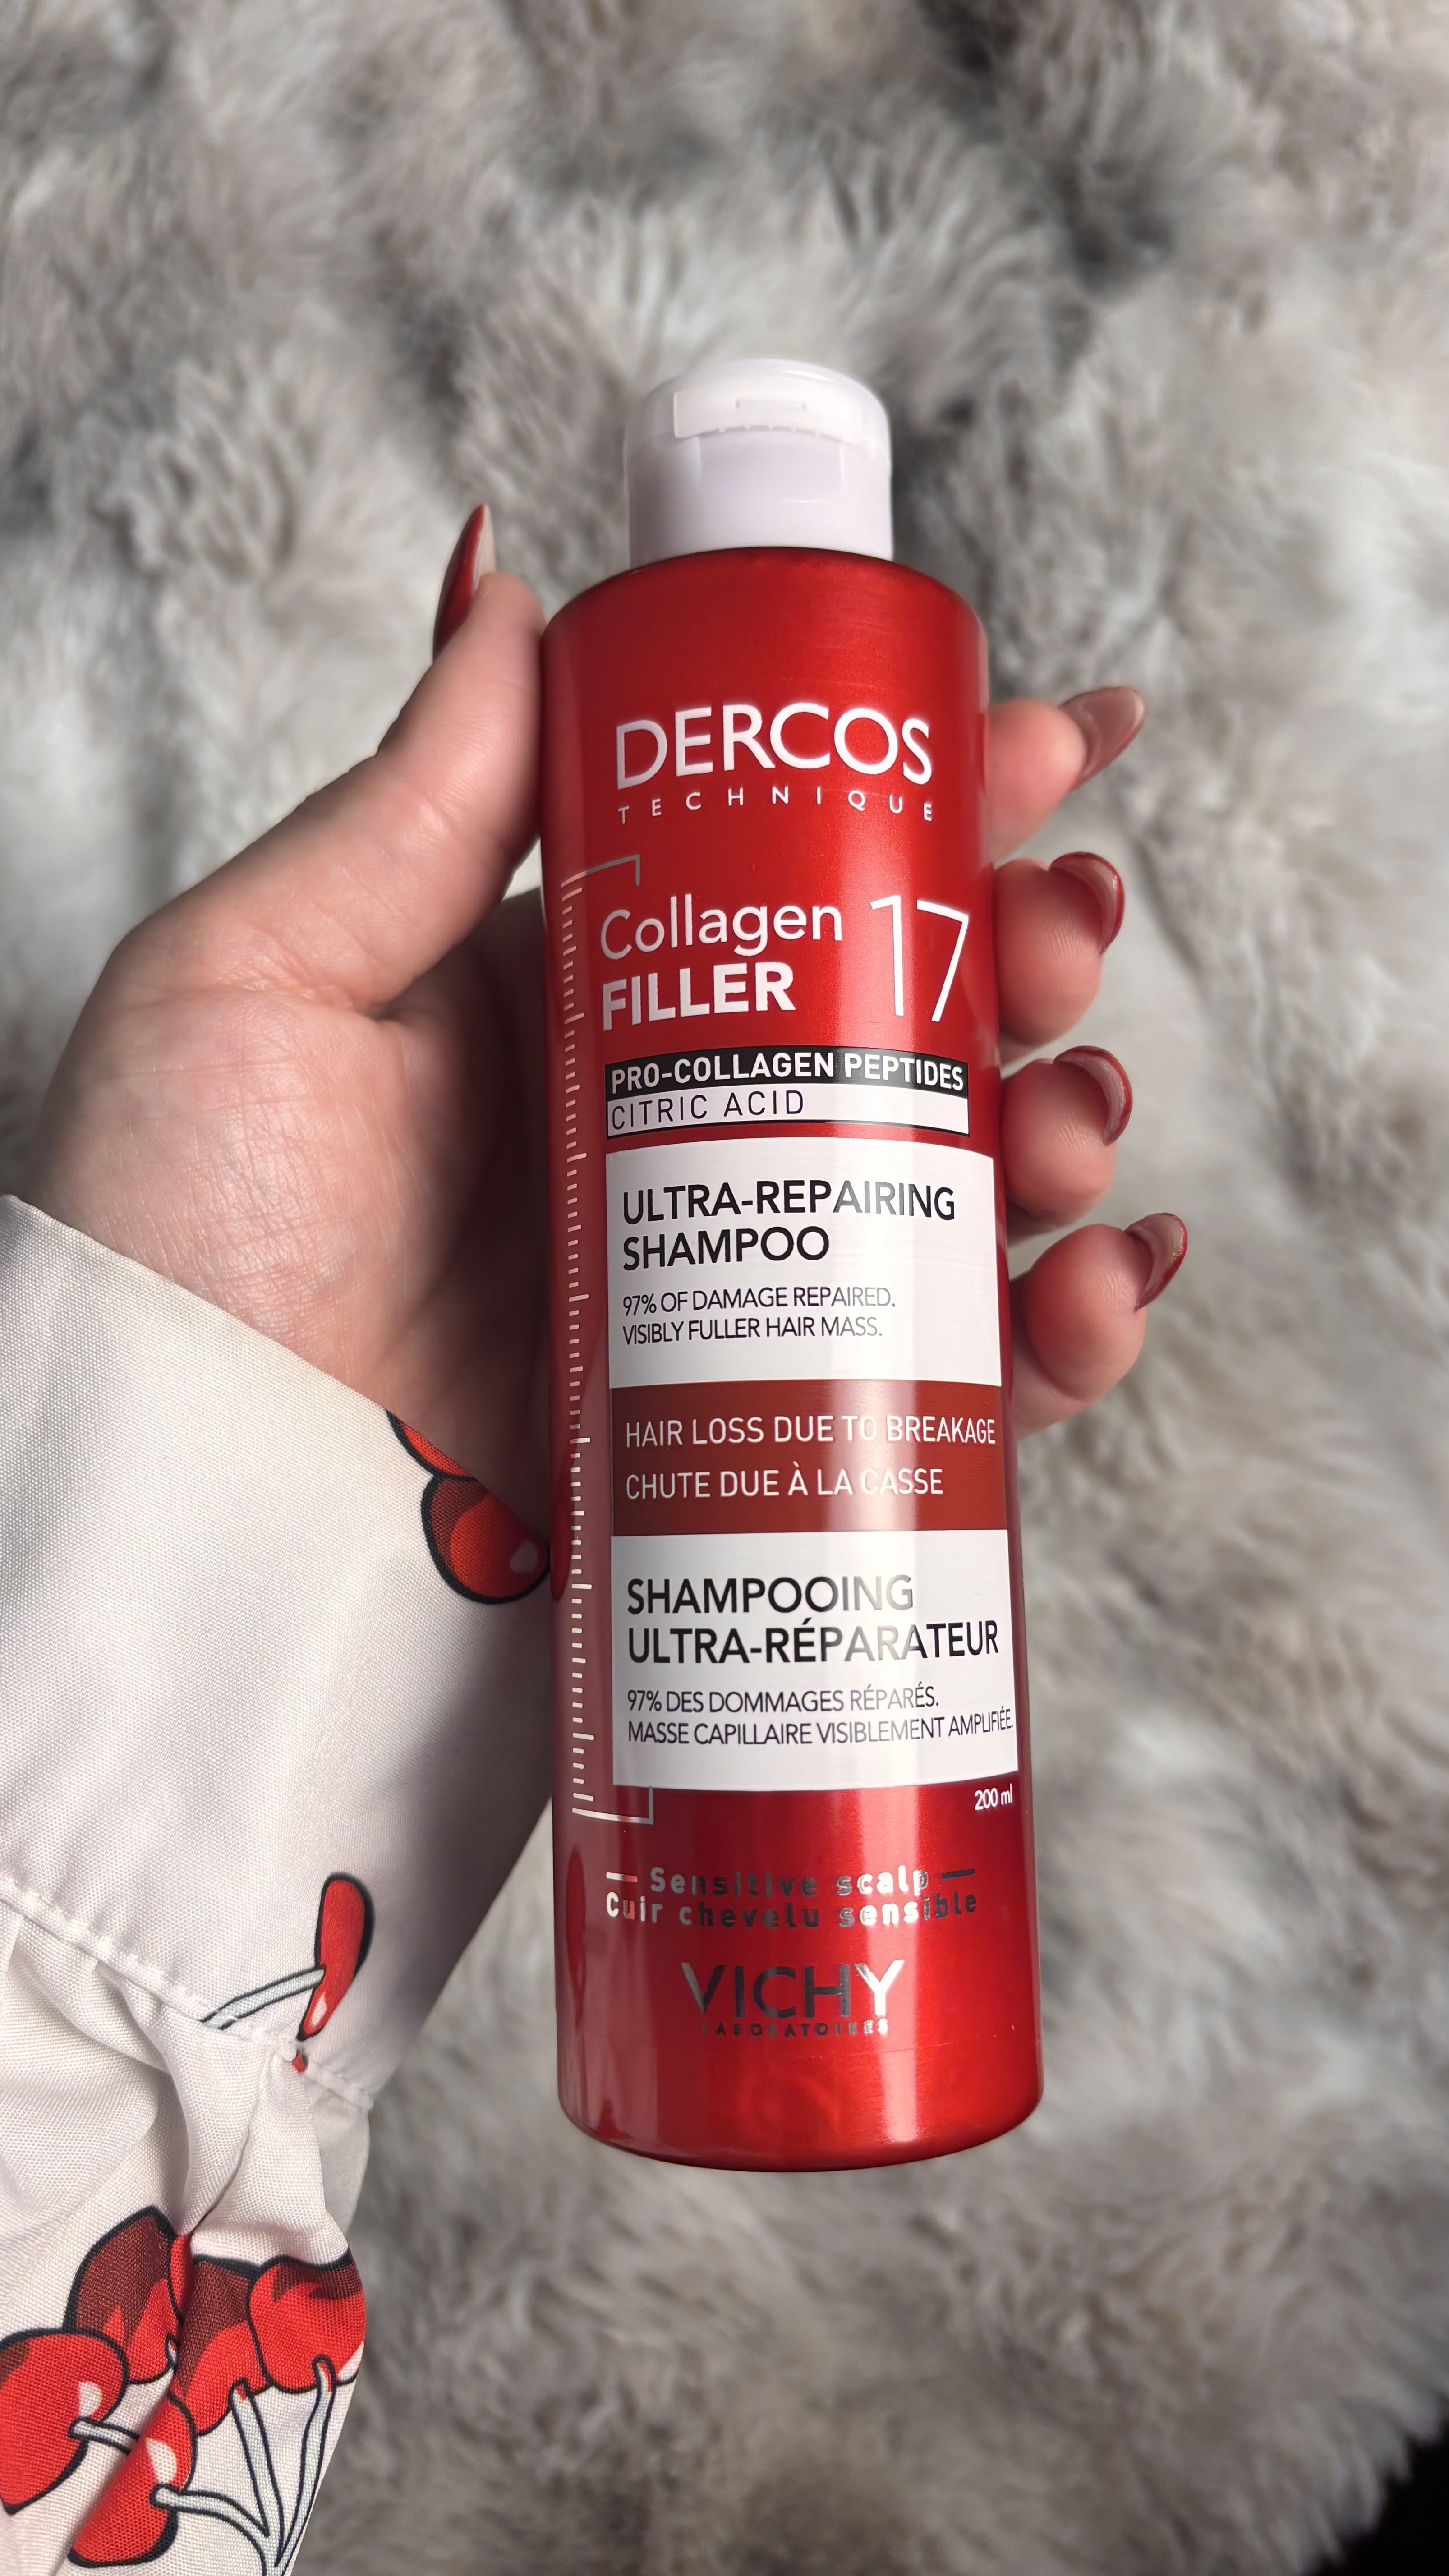 DERCOS
TECHNIQUE
Collagen 17
FILLER
PRO-COLLAGEN PEPTIDES
CITRIC ACID
ULTRA-REPAIRING
SHAMPOO
97% OF DAMAGE REPAIRED.
VISIBLY FULLER HAIR MASS.
HAIR LOSS DUE TO BREAKAGE
CHUTE DUE À LA CASSE
SHAMPOOING
ULTRA-RÉPARATEUR
97% DES DOMMAGES RÉPARÉS.
MASSE CAPILLAIRE VISIBLEMENT AMPLIFIÉE.
200 ml
Sensitive scalp
Cuir chevelu sensible
VICHY
LABORATOIRES